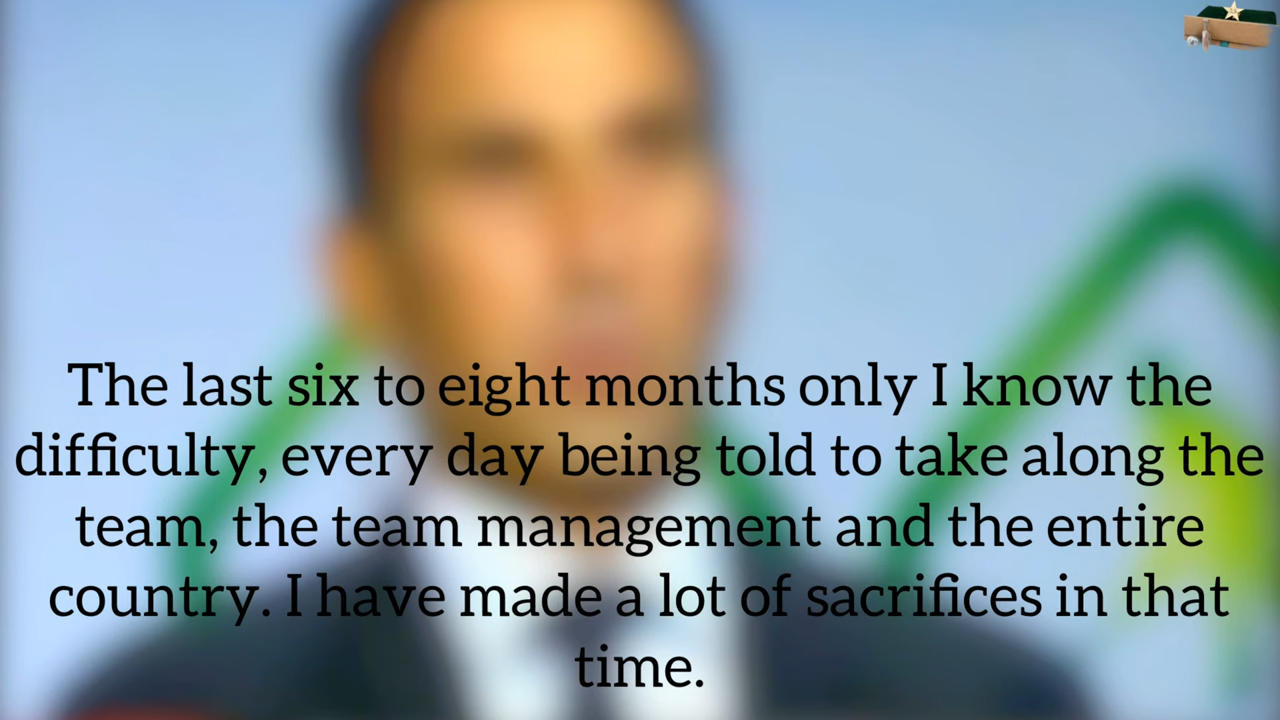 The last six to eight months only I know the
difficulty, every day being told to take along the
team, the team management and the entire
country. I have made a lot of sacrifices in that
time.